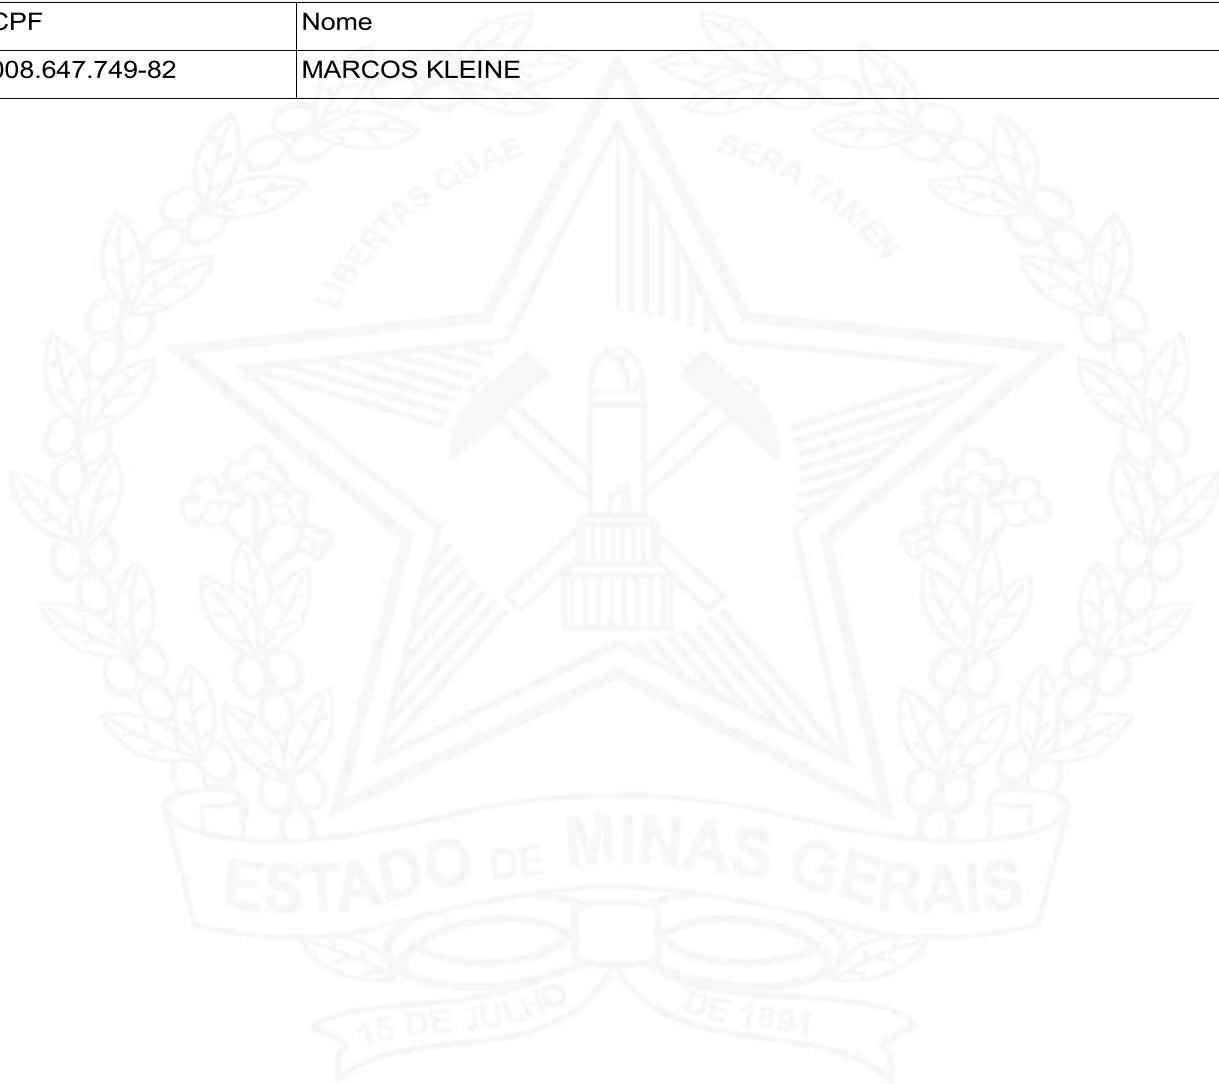 CPF Nome
008.647.749-82 MARCOS KLEINE
LIBERTAS QUAE SERA TAMEN
ESTADO DE MINAS GERAIS
15 DE JULHO DE 1891